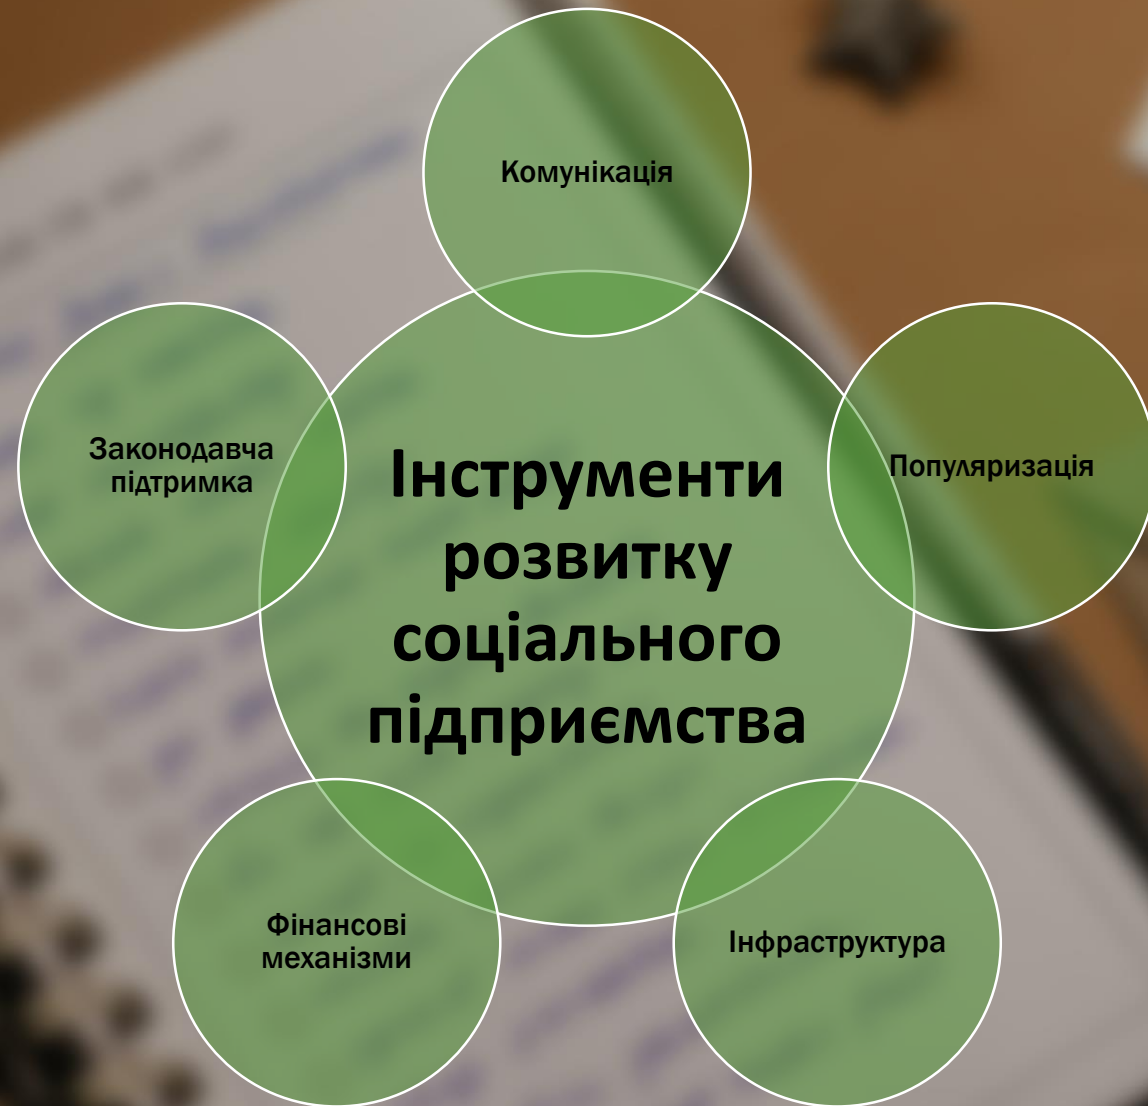 Комунікація
Законодавча
підтримка
Популяризація
Інструменти
розвитку
соціального
підприємства
Фінансові
механізми
Інфраструктура